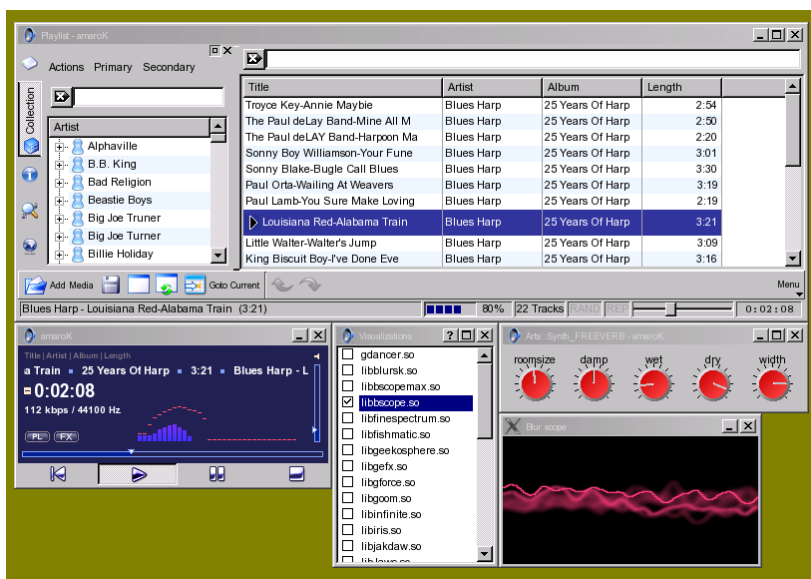 Playlist - amaroK
Actions Primary Secondary
Collection
Artist
Alphaville
B.B. King
Bad Religion
Beastie Boys
Big Joe Truner
Big Joe Turner
Billie Holiday
Title Artist Album Length
Troyce Key-Annie Maybie Blues Harp 25 Years Of Harp 2:54
The Paul deLay Band-Mine All M Blues Harp 25 Years Of Harp 2:50
The Paul deLAY Band-Harpoon Ma Blues Harp 25 Years Of Harp 2:20
Sonny Boy Williamson-Your Fune Blues Harp 25 Years Of Harp 3:01
Sonny Blake-Bugle Call Blues Blues Harp 25 Years Of Harp 3:30
Paul Orta-Wailing At Weavers Blues Harp 25 Years Of Harp 3:19
Paul Lamb-You Sure Make Loving Blues Harp 25 Years Of Harp 2:19
Louisiana Red-Alabama Train Blues Harp 25 Years Of Harp 3:21
Little Walter-Walter's Jump Blues Harp 25 Years Of Harp 3:09
King Biscuit Boy-I've Done Eve Blues Harp 25 Years Of Harp 3:16
Add Media Goto Current Menu
Blues Harp - Louisiana Red-Alabama Train (3:21) 80% 22 Tracks RAND REP 0:02:08
amaroK
Title | Artist | Album | Length
a Train 25 Years Of Harp 3:21 Blues Harp - L
0:02:08
112 kbps / 44100 Hz
PL FX
Visualizations
gdancer.so
libblursk.so
libbscopemax.so
libbscope.so
libfinespectrum.so
libfishmatic.so
libgeekosphere.so
libgefx.so
libgforce.so
libgoom.so
libinfinite.so
libiris.so
libjakdaw.so
Arts::Synth_FREEVERB - amaroK
roomsize damp wet dry width
Blur scope